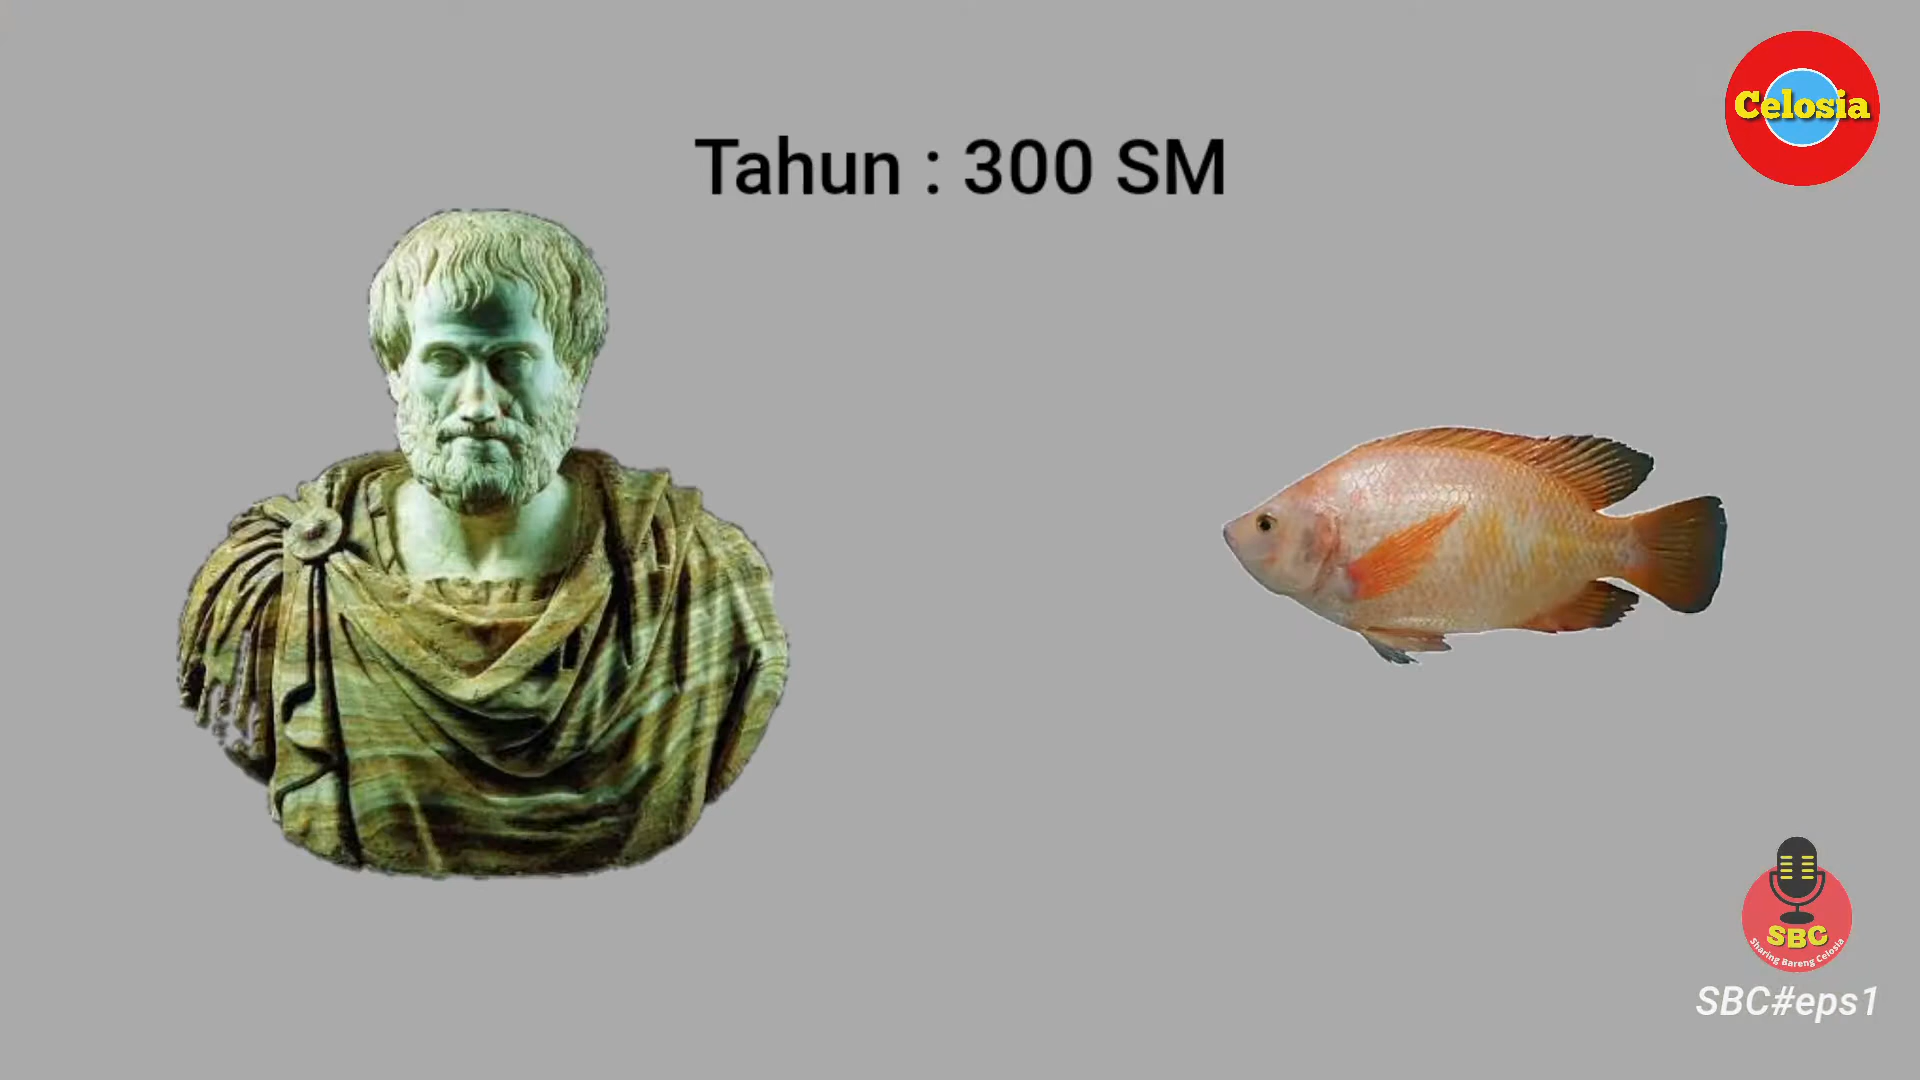 Celosia
Tahun : 300 SM
SBC
Sharing Bareng Celosia
SBC#eps1